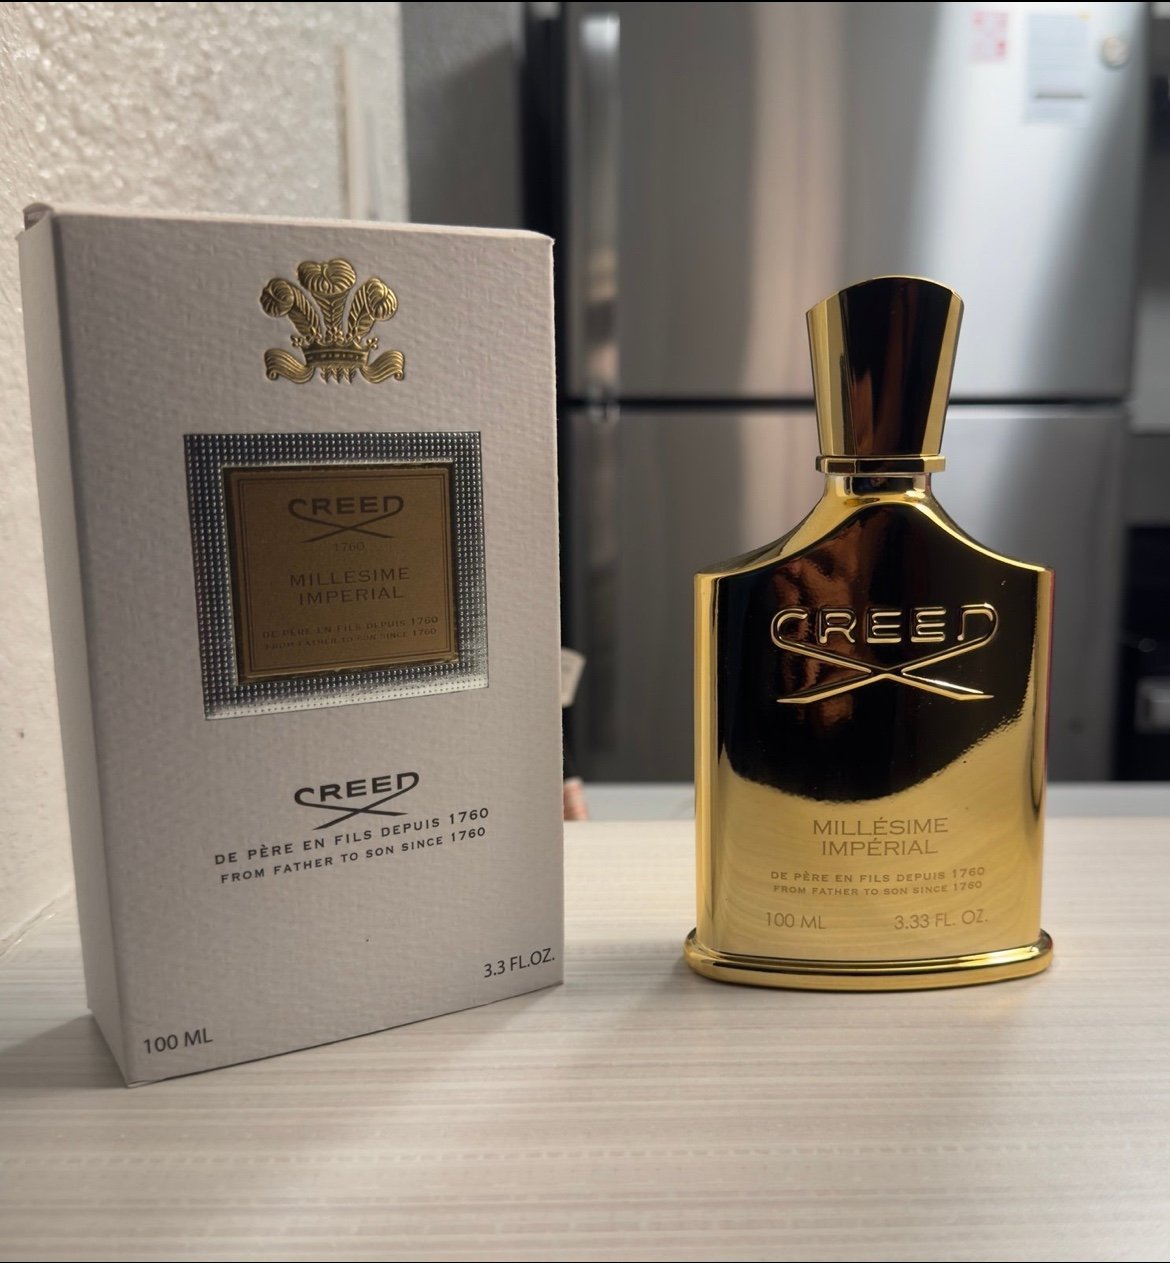 CREED
1760
MILLESIME
IMPERIAL
DE PÈRE EN FILS DEPUIS 1760
FROM FATHER TO SON SINCE 1760
CREED
DE PÈRE EN FILS DEPUIS 1760
FROM FATHER TO SON SINCE 1760
3.3 FL.OZ.
100 ML
CREED
MILLÉSIME
IMPÉRIAL
DE PÈRE EN FILS DEPUIS 1760
FROM FATHER TO SON SINCE 1760
100 ML 3.33 FL. OZ.